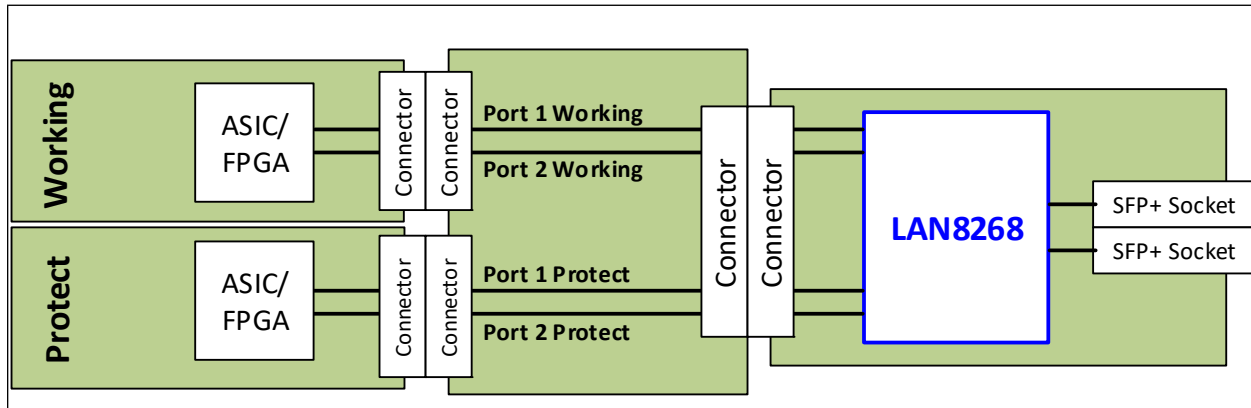 Working
ASIC/
FPGA
Connector
Connector
Port 1 Working
Port 2 Working
Protect
ASIC/
FPGA
Connector
Connector
Port 1 Protect
Port 2 Protect
Connector
Connector
LAN8268
SFP+ Socket
SFP+ Socket